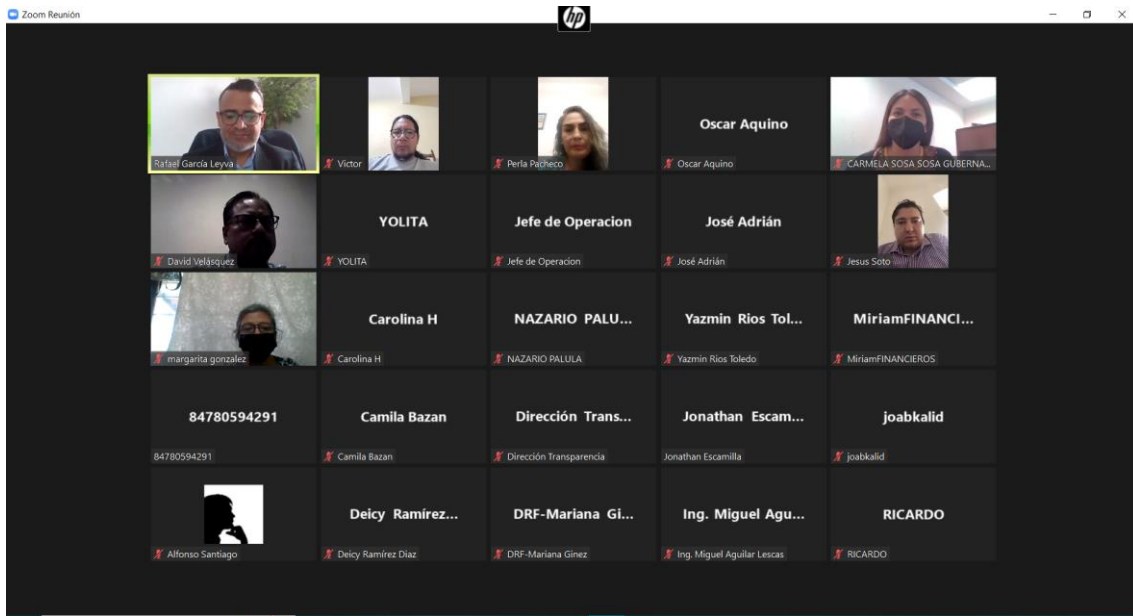 Zoom Reunión
hp
Rafael García Leyva
Victor
Perla Pacheco
Oscar Aquino
Oscar Aquino
CARMELA SOSA SOSA GUBERNA...
David Velásquez
YOLITA
YOLITA
Jefe de Operacion
Jefe de Operacion
José Adrián
José Adrián
Jesus Soto
margarita gonzalez
Carolina H
Carolina H
NAZARIO PALU...
NAZARIO PALULA
Yazmin Rios Tol...
Yazmin Rios Toledo
MiriamFINANCI...
MiriamFINANCIEROS
84780594291
84780594291
Camila Bazan
Camila Bazan
Dirección Trans...
Dirección Transparencia
Jonathan Escam...
Jonathan Escamilla
joabkalid
joabkalid
Alfonso Santiago
Deicy Ramírez...
Deicy Ramírez Diaz
DRF-Mariana Gi...
DRF-Mariana Ginez
Ing. Miguel Agu...
Ing. Miguel Aguilar Lescas
RICARDO
RICARDO